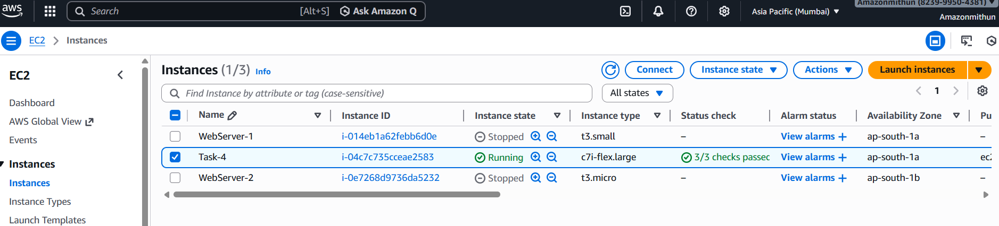 aws
Search [Alt+S] Ask Amazon Q
Asia Pacific (Mumbai)
Amazonmithun (8239-9950-4381)
Amazonmithun
EC2 > Instances
EC2
Dashboard
AWS Global View
Events
Instances
Instances
Instance Types
Launch Templates
Instances (1/3) Info
Connect
Instance state
Actions
Launch instances
Find Instance by attribute or tag (case-sensitive)
All states
1
Name Instance ID Instance state Instance type Status check Alarm status Availability Zone Pu
WebServer-1 i-014eb1a62febb6d0e Stopped t3.small – View alarms + ap-south-1a –
Task-4 i-04c7c735cceae2583 Running c7i-flex.large 3/3 checks passed View alarms + ap-south-1a ec2
WebServer-2 i-0e7268d9736da5232 Stopped t3.micro – View alarms + ap-south-1b –